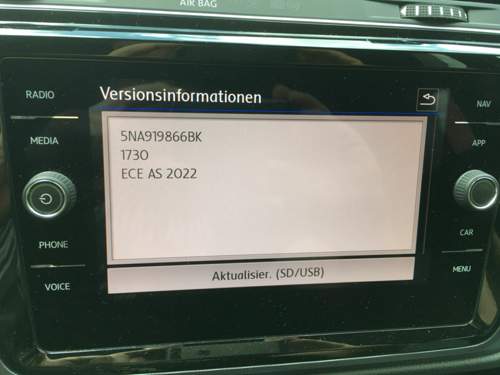 AIR BAG
RADIO
Versionsinformationen
NAV
MEDIA
5NA919866BK
1730
ECE AS 2022
APP
PHONE
CAR
VOICE
Aktualisier. (SD/USB)
MENU